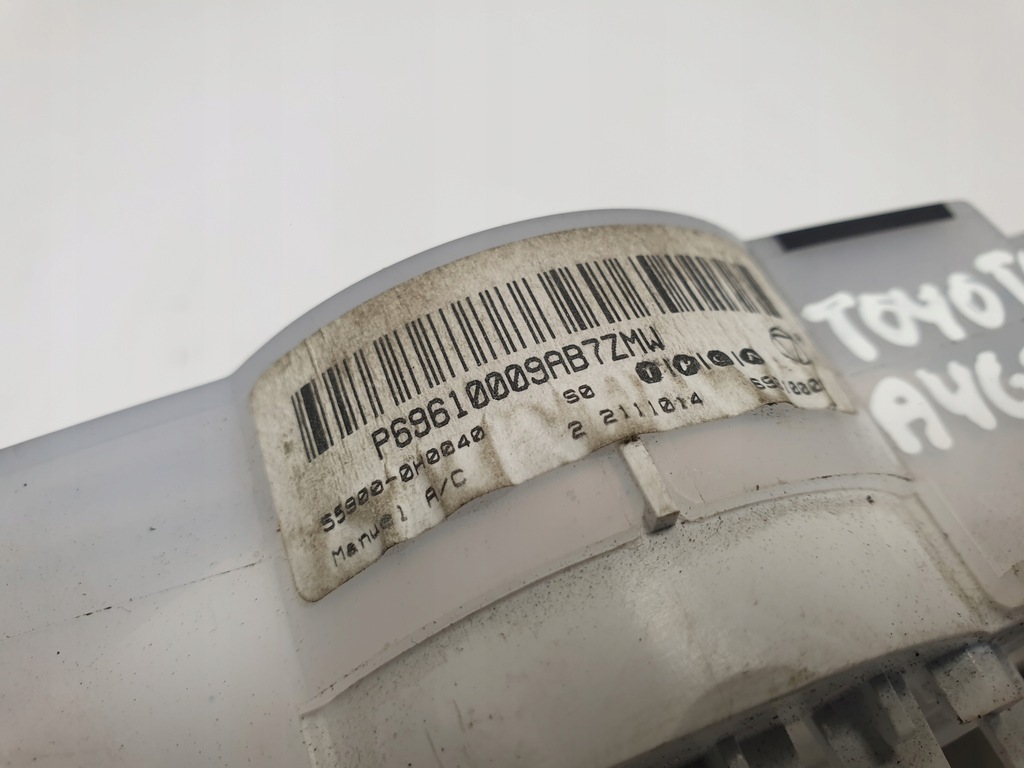 P69610009AB7ZMW
55900-0H0040 S0
Manuel A/C 2 2111014
TOYOT
AYG